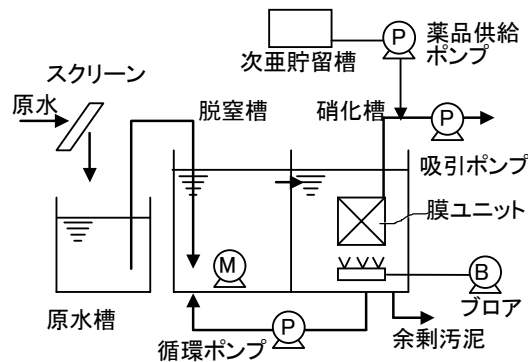 次亜貯留槽
P
薬品供給
ポンプ
スクリーン
原水
脱窒槽
硝化槽
P
吸引ポンプ
膜ユニット
M
B
ブロア
原水槽
循環ポンプ
P
余剰汚泥